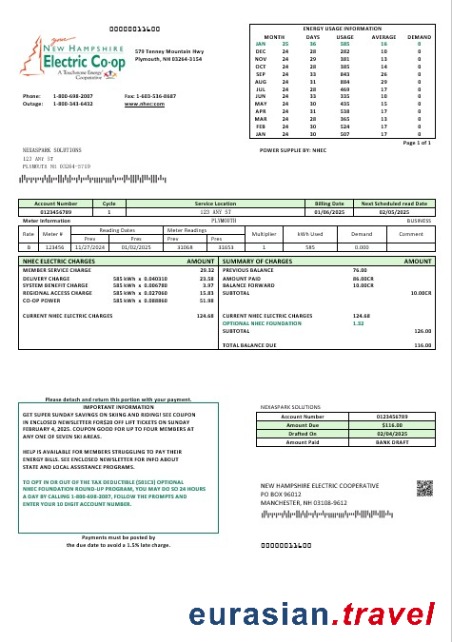 00000011600
your
NEW HAMPSHIRE
Electric Co-op
A Touchstone Energy
Cooperative
579 Tenney Mountain Hwy
Plymouth, NH 03264-3154
Phone: 1-800-698-2007 Fax: 1-603-536-8687
Outage: 1-800-343-6432 www.nhec.com
ENERGY USAGE INFORMATION
MONTH DAYS USAGE AVERAGE DEMAND
JAN 25 36 585 16 0
DEC 24 28 282 10 0
NOV 24 29 381 13 0
OCT 24 28 385 14 0
SEP 24 33 843 26 0
AUG 24 31 884 29 0
JUL 24 28 469 17 0
JUN 24 33 335 10 0
MAY 24 30 435 15 0
APR 24 31 538 17 0
MAR 24 28 365 13 0
FEB 24 30 524 17 0
JAN 24 30 507 17 0
Page 1 of 1
POWER SUPPLIE BY: NHEC
NEDIASPARK SOLUTIONS
123 ANY ST
PLYMOUTS NG 03264-5719
Account Number Cycle Service Location Billing Date Next Scheduled read Date
0123456789 1 123 ANY ST 01/06/2025 02/05/2025
Meter Information PLYMOUTH BUSINESS
Rate Meter # Reading Dates Meter Readings Multiplier kWh Used Demand Comment
Prev Prev Prev Prev
B 123456 11/27/2024 01/02/2025 31068 31653 1 585 0.000
NHEC ELECTRIC CHARGES AMOUNT
MEMBER SERVICE CHARGE 29.32
DELIVERY CHARGE 585 kWh x 0.040310 23.58
SYSTEM BENEFIT CHARGE 585 kWh x 0.006780 3.97
REGIONAL ACCESS CHARGE 585 kWh x 0.027060 15.83
CO-OP POWER 585 kWh x 0.088860 51.98
CURRENT NHEC ELECTRIC CHARGES 124.68
SUMMARY OF CHARGES AMOUNT
PREVIOUS BALANCE 76.00
AMOUNT PAID 86.00CR
BALANCE FORWARD 10.00CR
SUBTOTAL 10.00CR
CURRENT NHEC ELECTRIC CHARGES 124.68
OPTIONAL NHEC FOUNDATION 1.32
SUBTOTAL 126.00
TOTAL BALANCE DUE 116.00
Please detach and return this portion with your payment.
IMPORTANT INFORMATION
GET SUPER SUNDAY SAVINGS ON SKIING AND RIDING! SEE COUPON
IN ENCLOSED NEWSLETTER FOR$20 OFF LIFT TICKETS ON SUNDAY
FEBRUARY 4, 2025. COUPON GOOD FOR UP TO FOUR MEMBERS AT
ANY ONE OF SEVEN SKI AREAS.
HELP IS AVAILABLE FOR MEMBERS STRUGGLING TO PAY THEIR
ENERGY BILLS. SEE ENCLOSED NEWSLETTER FOR INFO ABOUT
STATE AND LOCAL ASSISTANCE PROGRAMS.
TO OPT IN OR OUT OF THE TAX DEDUCTIBLE (501C3) OPTIONAL
NHEC FOUNDATION ROUND-UP PROGRAM, YOU MAY DO SO 24 HOURS
A DAY BY CALLING 1-800-698-2007, FOLLOW THE PROMPTS AND
ENTER YOUR 10 DIGIT ACCOUNT NUMBER.
Payments must be posted by
the due date to avoid a 1.5% late charge.
NEDIASPARK SOLUTIONS
Account Number 0123456789
Amount Due $116.00
Drafted On 02/04/2025
Amount Paid BANK DRAFT
NEW HAMPSHIRE ELECTRIC COOPERATIVE
PO BOX 96012
MANCHESTER, NH 03108-9612
00000011600
eurasian.travel